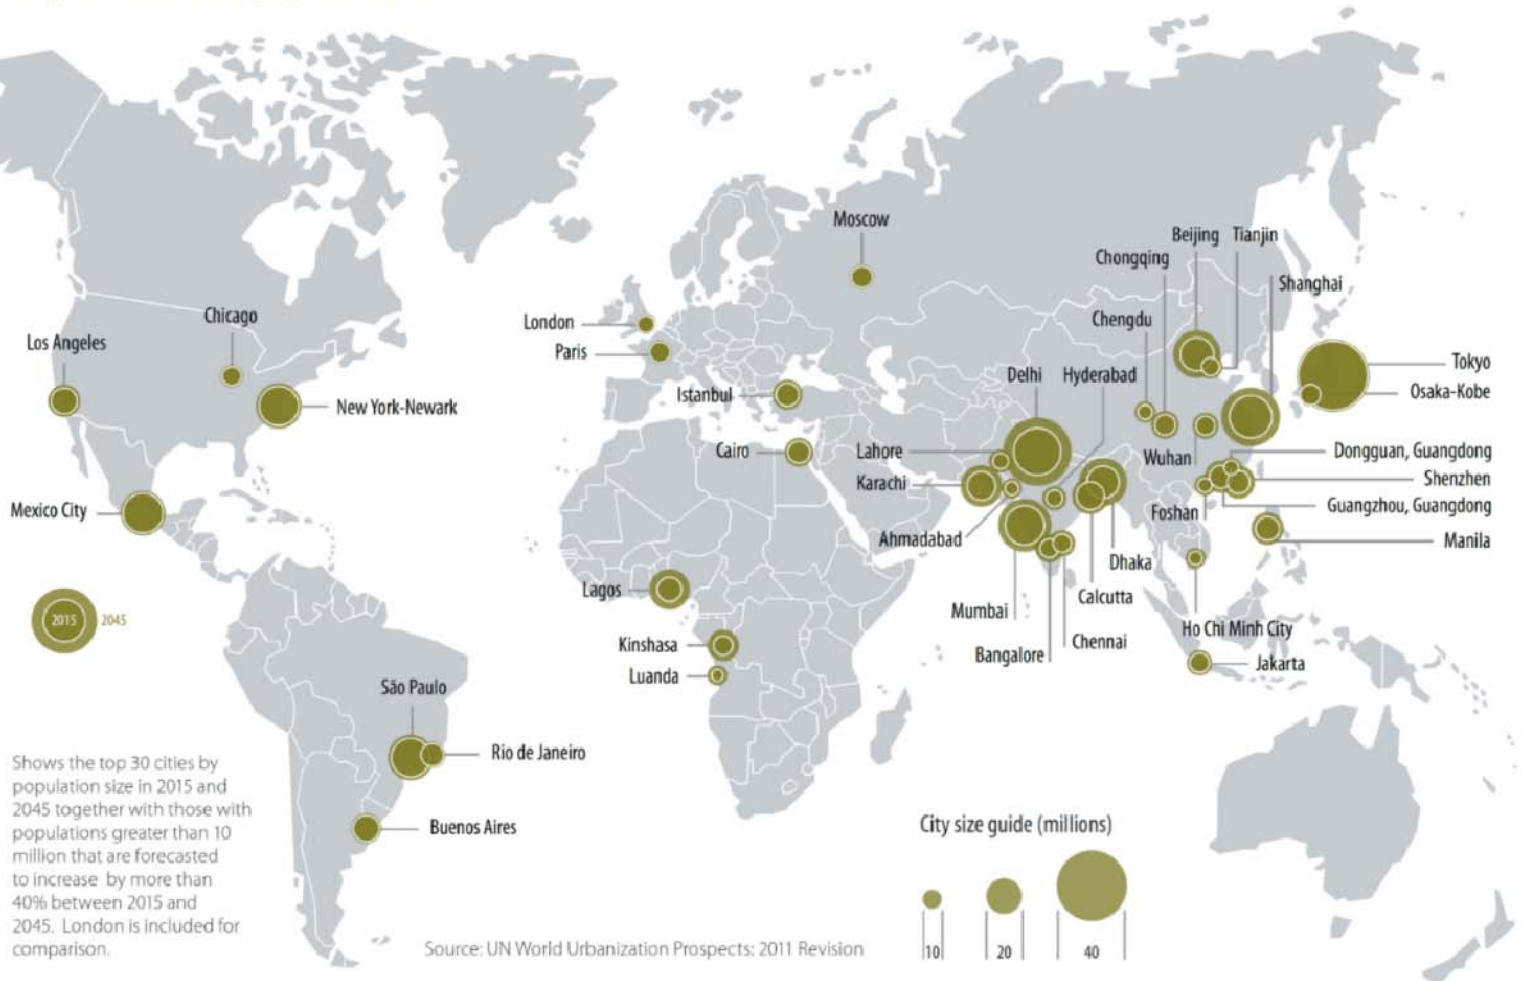 Moscow
Beijing
Tianjin
Chongqing
Shanghai
Chengdu
London
Chicago
Los Angeles
Paris
Tokyo
Delhi
Hyderabad
Osaka-Kobe
Istanbul
New York-Newark
Cairo
Lahore
Wuhan
Dongguan, Guangdong
Karachi
Shenzhen
Mexico City
Foshan
Guangzhou, Guangdong
Ahmadabad
Manila
Dhaka
Lagos
Calcutta
Mumbai
2015
2045
Ho Chi Minh City
Kinshasa
Chennai
Bangalore
Jakarta
Luanda
São Paulo
Rio de Janeiro
Shows the top 30 cities by
population size in 2015 and
2045 together with those with
populations greater than 10
million that are forecasted
to increase by more than
40% between 2015 and
2045. London is included for
comparison.
Buenos Aires
City size guide (millions)
10
20
40
Source: UN World Urbanization Prospects: 2011 Revision